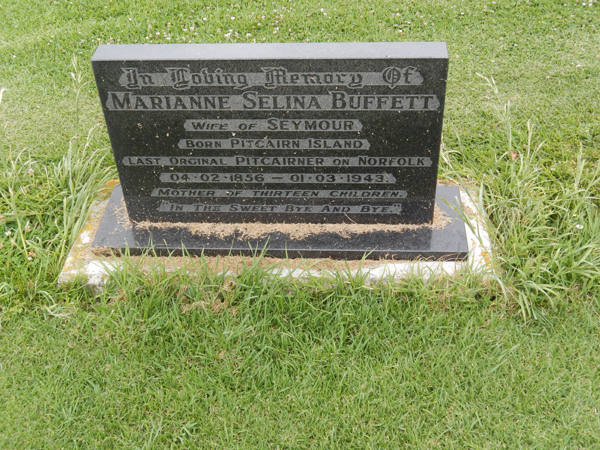 In Loving Memory Of
MARIANNE SELINA BUFFETT
WIFE OF SEYMOUR
BORN PITCAIRN ISLAND
LAST ORGINAL PITCAIRNER ON NORFOLK
04·02·1856 – 01·03·1943.
MOTHER OF THIRTEEN CHILDREN.
"IN THE SWEET BYE AND BYE."